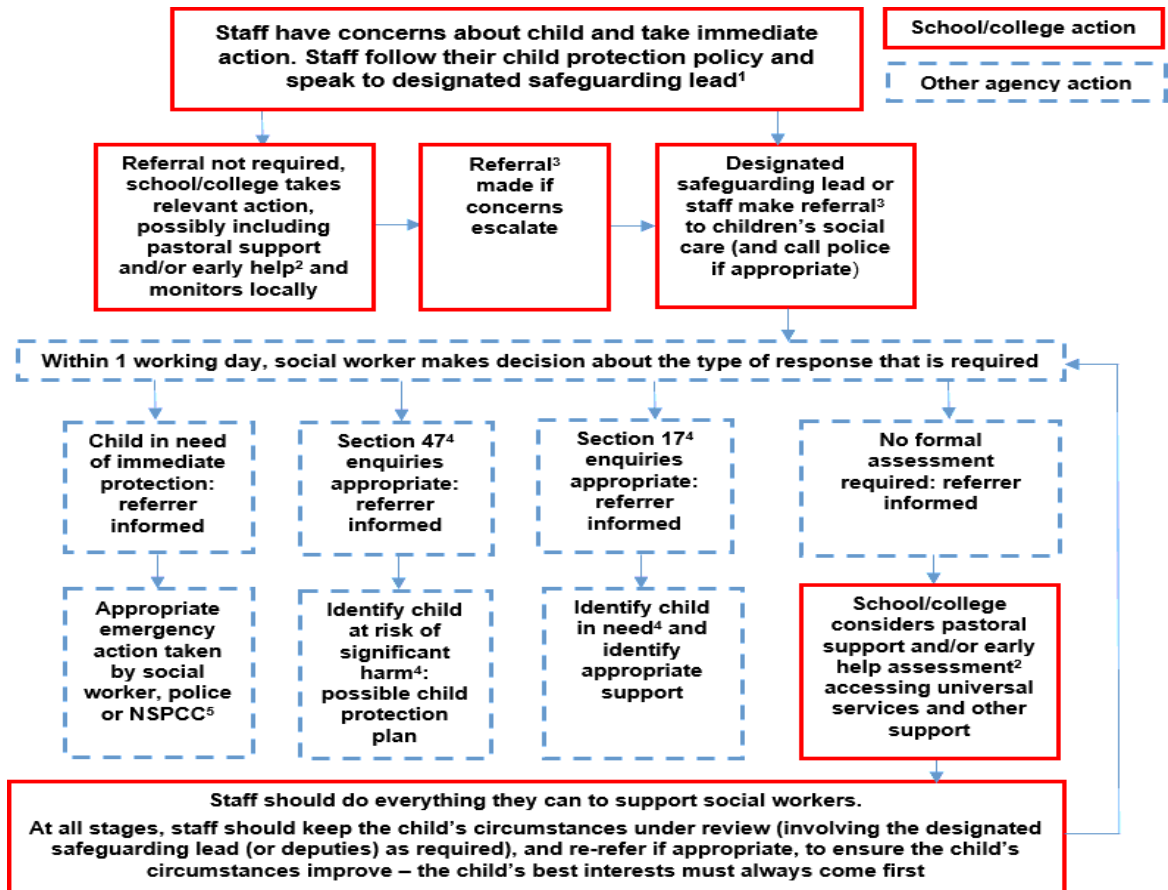 Staff have concerns about child and take immediate
action. Staff follow their child protection policy and
speak to designated safeguarding lead¹
School/college action
Other agency action
Referral not required,
school/college takes
relevant action,
possibly including
pastoral support
and/or early help² and
monitors locally
Referral³
made if
concerns
escalate
Designated
safeguarding lead or
staff make referral³
to children’s social
care (and call police
if appropriate)
Within 1 working day, social worker makes decision about the type of response that is required
Child in need
of immediate
protection:
referrer
informed
Section 47⁴
enquiries
appropriate:
referrer
informed
Section 17⁴
enquiries
appropriate:
referrer
informed
No formal
assessment
required: referrer
informed
Appropriate
emergency
action taken
by social
worker, police
or NSPCC⁵
Identify child
at risk of
significant
harm⁴:
possible child
protection
plan
Identify child
in need⁴ and
identify
appropriate
support
School/college
considers pastoral
support and/or early
help assessment²
accessing universal
services and other
support
Staff should do everything they can to support social workers.
At all stages, staff should keep the child’s circumstances under review (involving the designated
safeguarding lead (or deputies) as required), and re-refer if appropriate, to ensure the child’s
circumstances improve – the child’s best interests must always come first